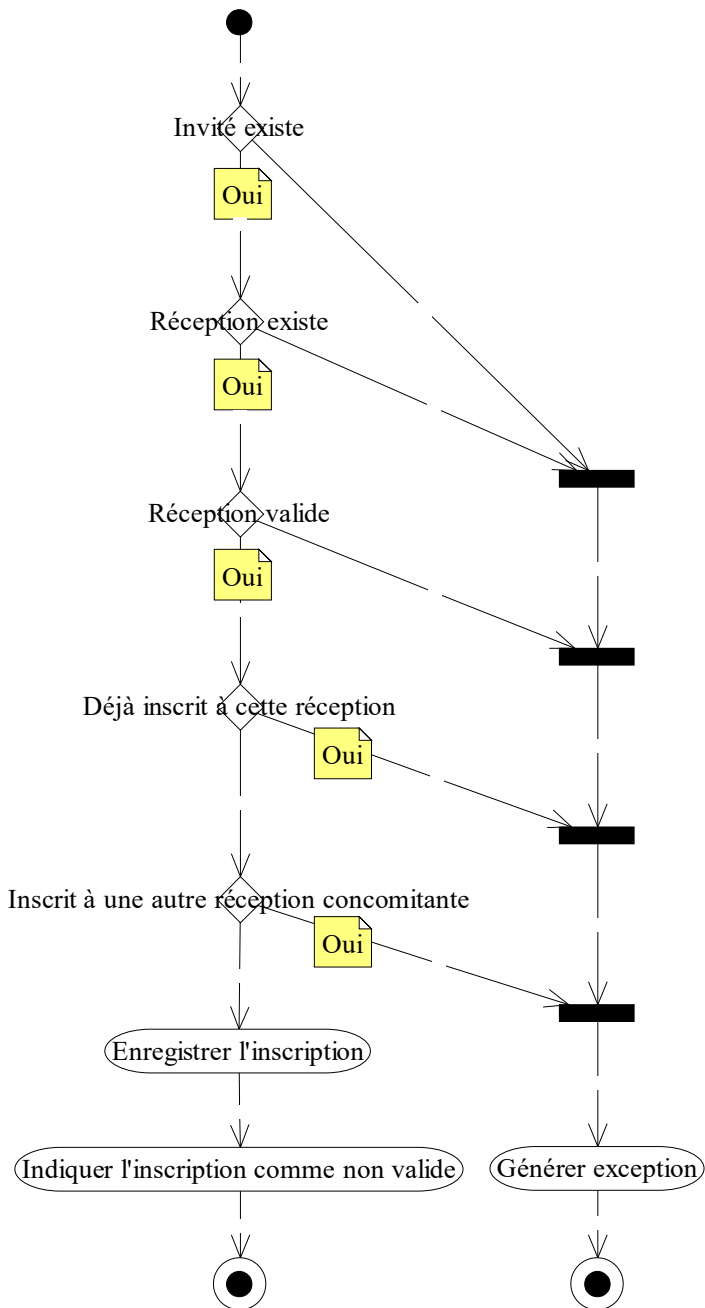 Invité existe
Oui
Réception existe
Oui
Réception valide
Oui
Déjà inscrit à cette réception
Oui
Inscrit à une autre réception concomitante
Oui
Enregistrer l'inscription
Indiquer l'inscription comme non valide
Générer exception